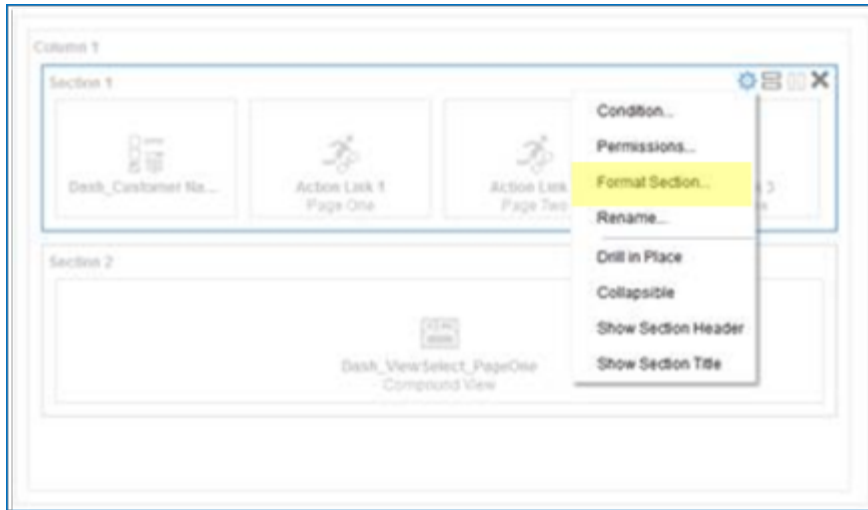 Column 1
Section 1
Condition...
Permissions...
Dash_Customer Na...
Action Link 1
Action Link
Format Section...
3
Page One
Page Two
Rename...
Section 2
Drill in Place
Collapsible
Show Section Header
Dash_ViewSelect_PageOne
Show Section Title
Compound View